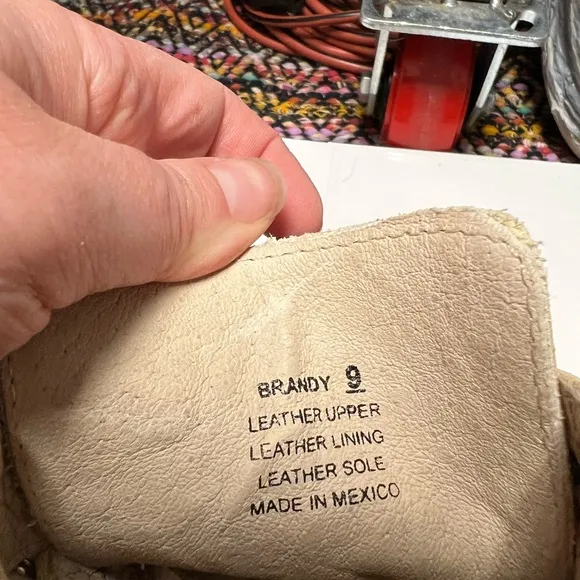 BRANDY 9
LEATHER UPPER
LEATHER LINING
LEATHER SOLE
MADE IN MEXICO